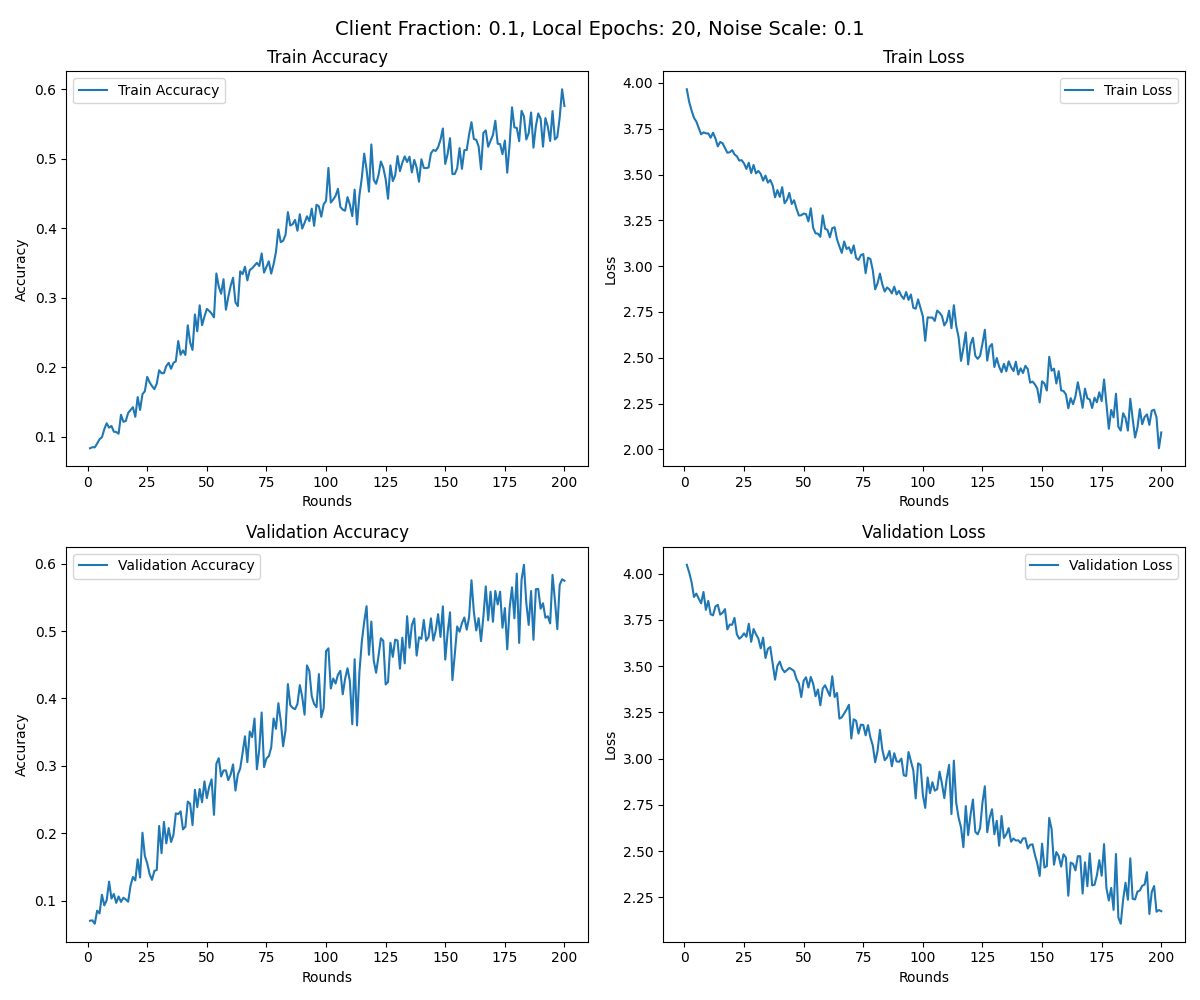 Client Fraction: 0.1, Local Epochs: 20, Noise Scale: 0.1
Train Accuracy
Train Accuracy
Accuracy
0.6
0.5
0.4
0.3
0.2
0.1
0 25 50 75 100 125 150 175 200
Rounds
Train Loss
Train Loss
Loss
4.00
3.75
3.50
3.25
3.00
2.75
2.50
2.25
2.00
0 25 50 75 100 125 150 175 200
Rounds
Validation Accuracy
Validation Accuracy
Accuracy
0.6
0.5
0.4
0.3
0.2
0.1
0 25 50 75 100 125 150 175 200
Rounds
Validation Loss
Validation Loss
Loss
4.00
3.75
3.50
3.25
3.00
2.75
2.50
2.25
0 25 50 75 100 125 150 175 200
Rounds